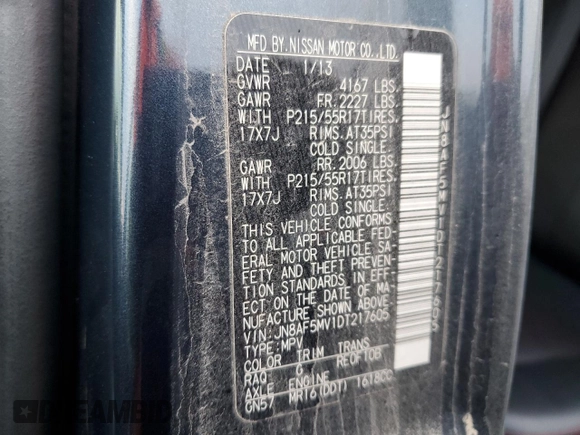 MFD BY NISSAN MOTOR CO., LTD.
DATE 1/13
GVWR 4167 LBS.
GAWR FR. 2227 LBS.
WITH P215/55R17TIRES.
17X7J RIMS. AT35PSI
COLD SINGLE.
GAWR RR. 2006 LBS.
WITH P215/55R17TIRES.
17X7J RIMS. AT35PSI
COLD SINGLE.
THIS VEHICLE CONFORMS
TO ALL APPLICABLE FED-
ERAL MOTOR VEHICLE SA-
FETY AND THEFT PREVEN-
TION STANDARDS IN EFF-
ECT ON THE DATE OF MA-
NUFACTURE SHOWN ABOVE.
VIN: JN8AF5MV1DT217605
TYPE: MPV
COLOR TRIM TRANS
RAQ G RE0F10B
AXLE ENGINE
GN57 MR16(DDT) 1618CC
JN8AF5MV1DT217605